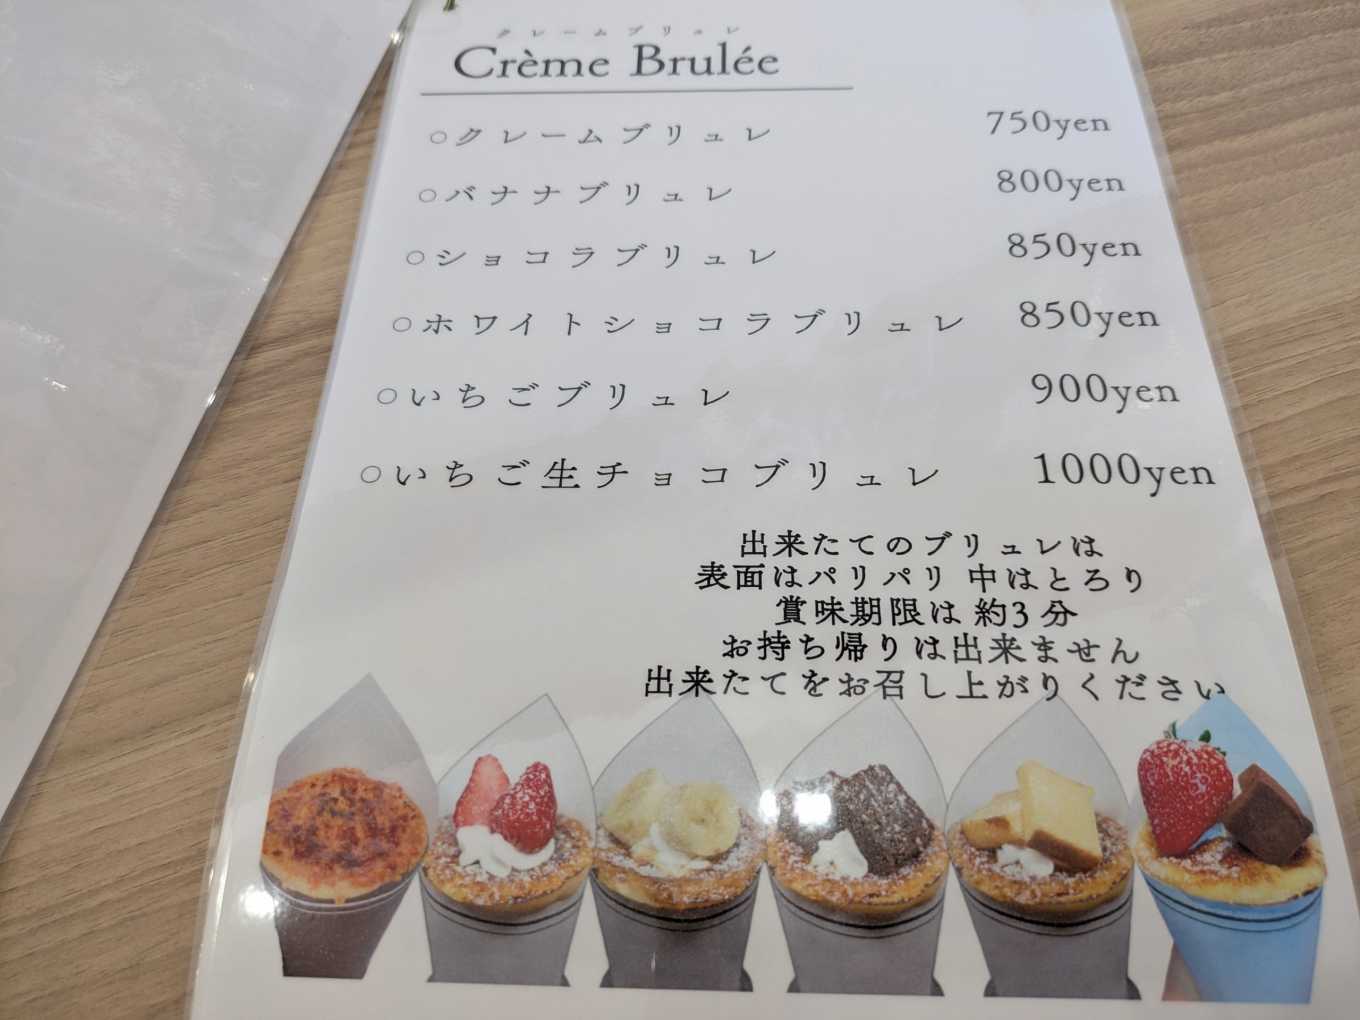 クレームブリュレ
Crème Brulée
○クレームブリュレ 750yen
○バナナブリュレ 800yen
○ショコラブリュレ 850yen
○ホワイトショコラブリュレ 850yen
○いちごブリュレ 900yen
○いちご生チョコブリュレ 1000yen
出来たてのブリュレは
表面はパリパリ 中はとろり
賞味期限は 約3 分
お持ち帰りは出来ません
出来たてをお召し上がりください